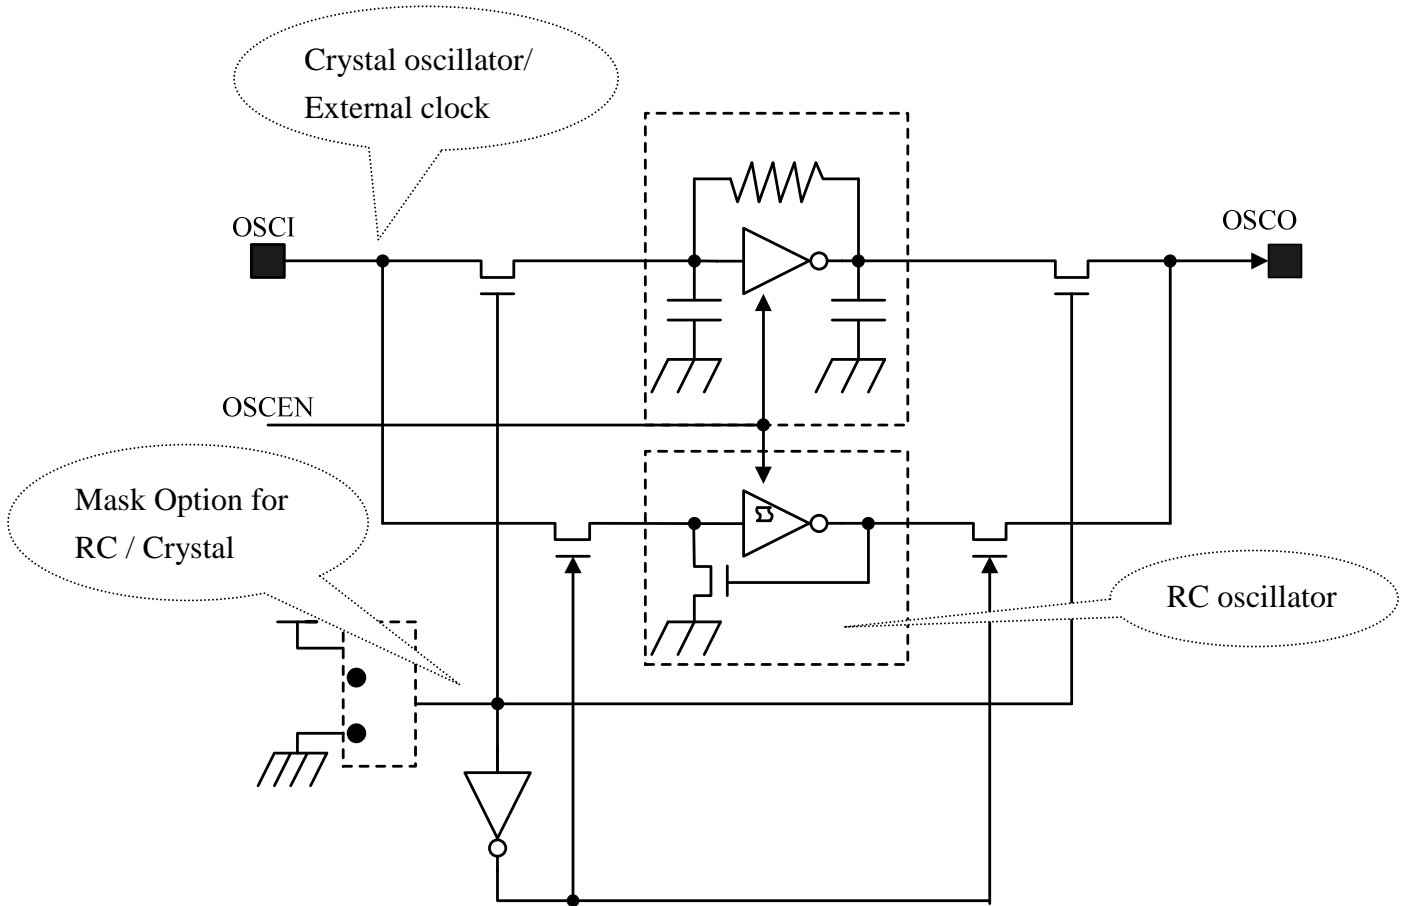 Crystal oscillator/
External clock
OSCI
OSCO
OSCEN
Mask Option for
RC / Crystal
RC oscillator